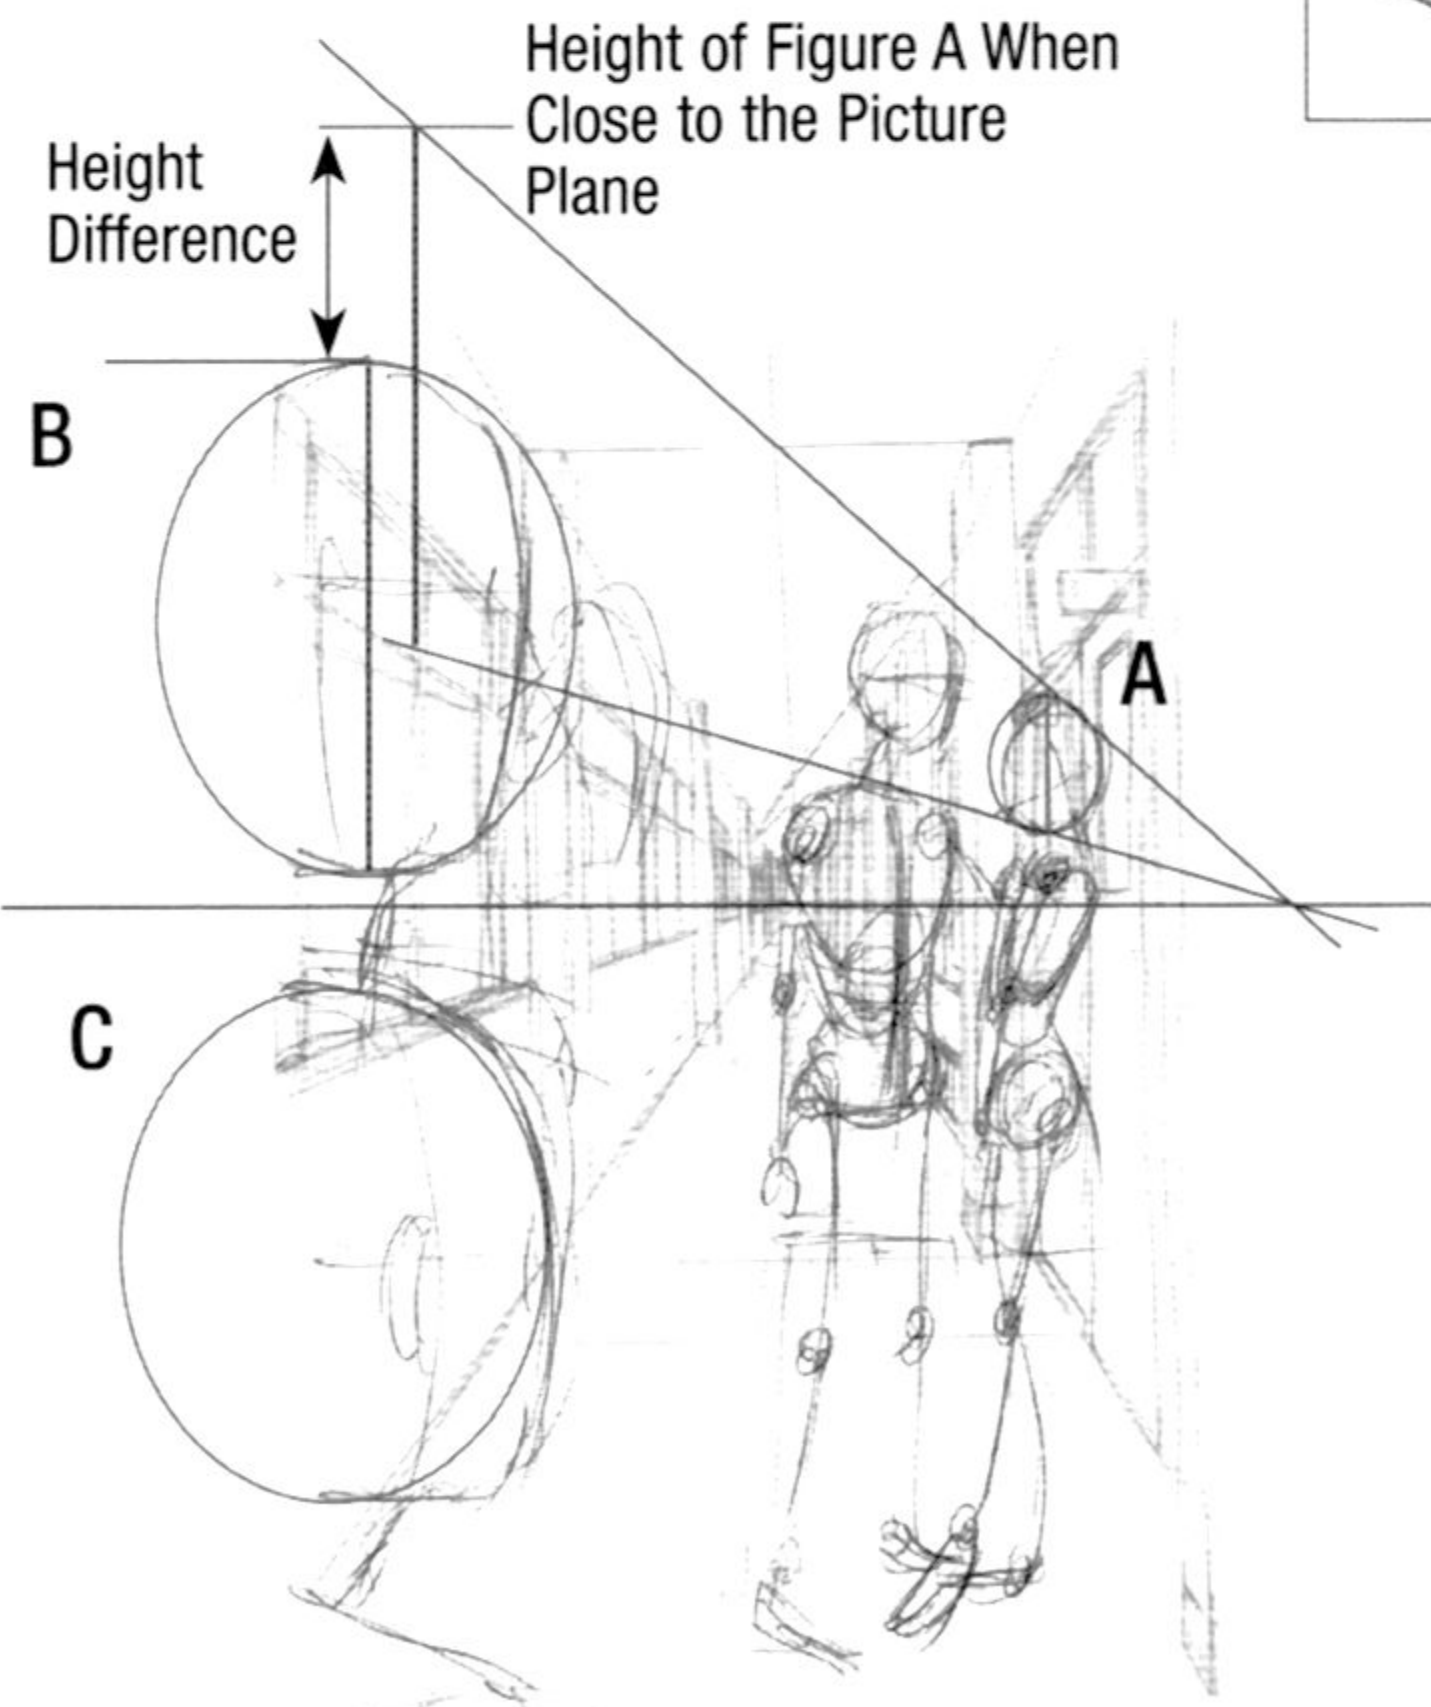 Height of Figure A When
Close to the Picture
Plane
Height
Difference
B
A
C